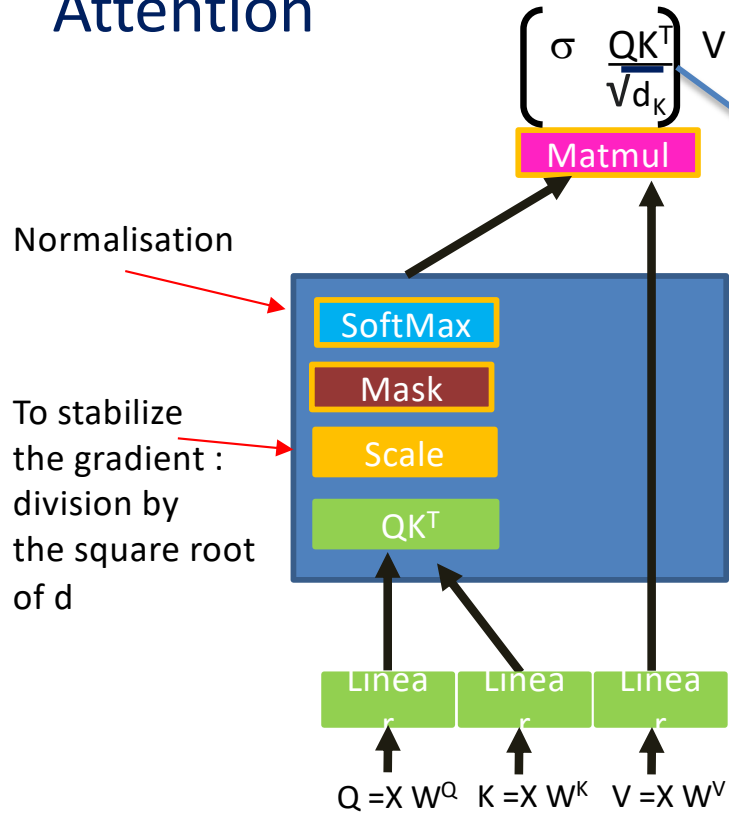 Attention
σ QKᵀ V
√dₖ
Matmul
Normalisation
SoftMax
Mask
To stabilize
the gradient :
division by
the square root
of d
Scale
QKᵀ
Linea
r
Linea
r
Linea
r
Q =X W^Q K =X W^K V =X W^V